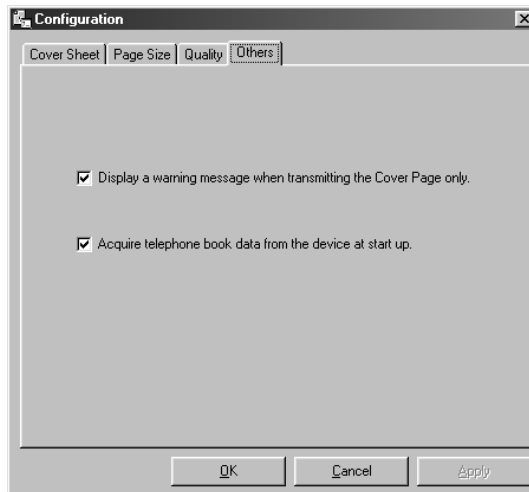 Configuration
Cover Sheet Page Size Quality Others
Display a warning message when transmitting the Cover Page only.
Acquire telephone book data from the device at start up.
OK Cancel Apply